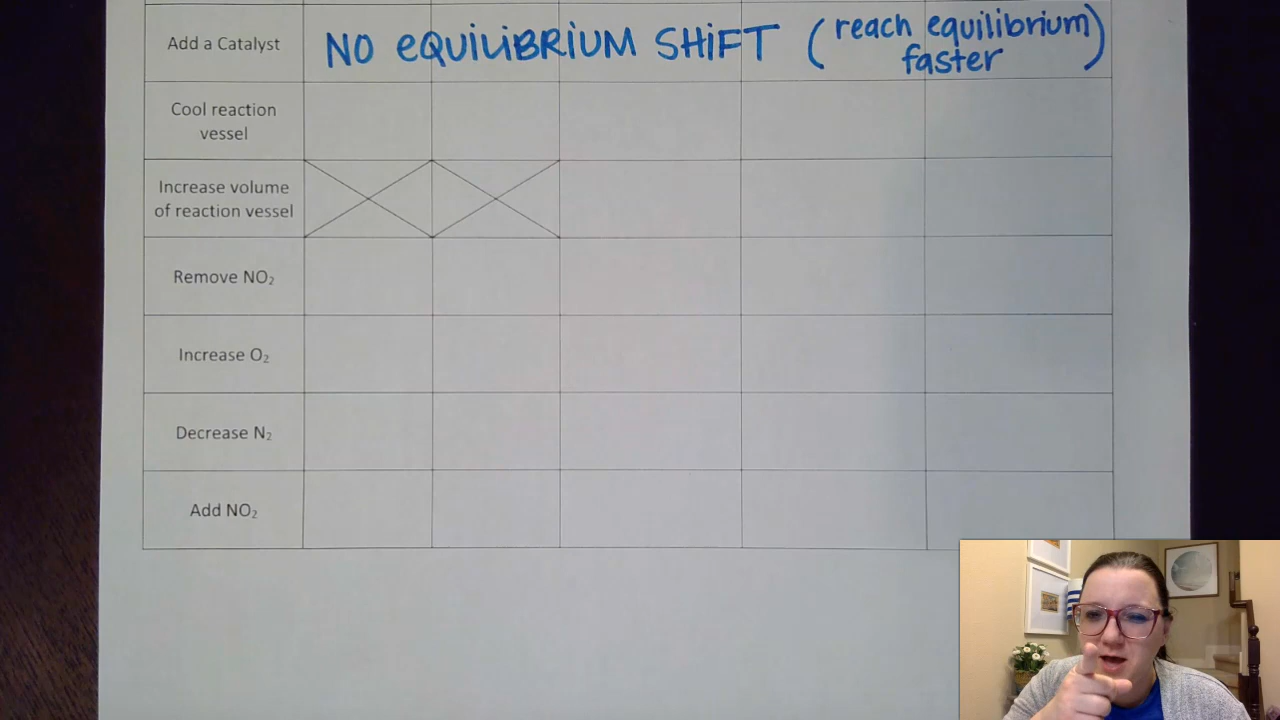 Add a Catalyst
NO EQUILIBRIUM SHIFT (reach equilibrium
faster)
Cool reaction
vessel
Increase volume
of reaction vessel
Remove NO₂
Increase O₂
Decrease N₂
Add NO₂